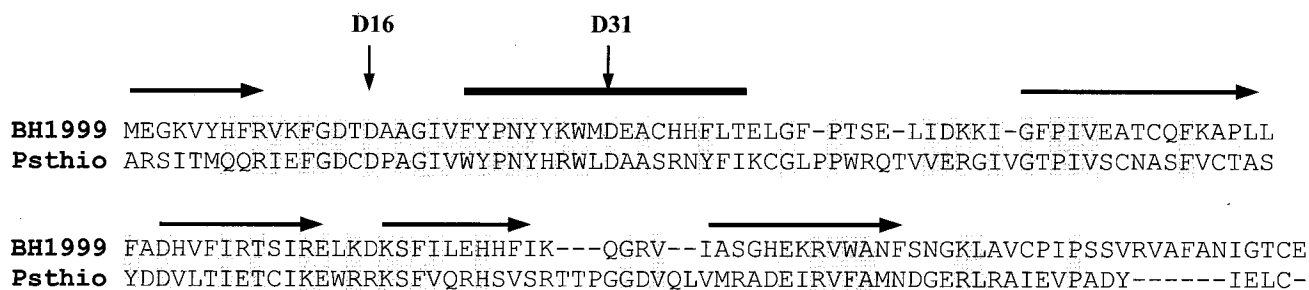 D16 D31
BH1999 MEGKVYHFRVKFGDTDAAGIVFYPNYYKWMDEACHHFLTELGF-PTSE-LIDKKI-GFPIVEATCQFKAPLL
Psthio ARSITMQQRIEFGDCDPAGIVWYPNYHRWLDAASRNYFIKCGLPPWRQTVVERGIVGTPIVSCNASFVCTAS
BH1999 FADHVFIRTSIRELKDKSFILEHHFIK---QGRV--IASGHEKRVWANFSNGKLAVCPIPSSVRVAFANIGTCE
Psthio YDDVLTIETCIKEWRRKSFVQRHSVSRTTPGGDVQLVMRADEIRVFAMNDGERLRAIEVPADY------IELC-